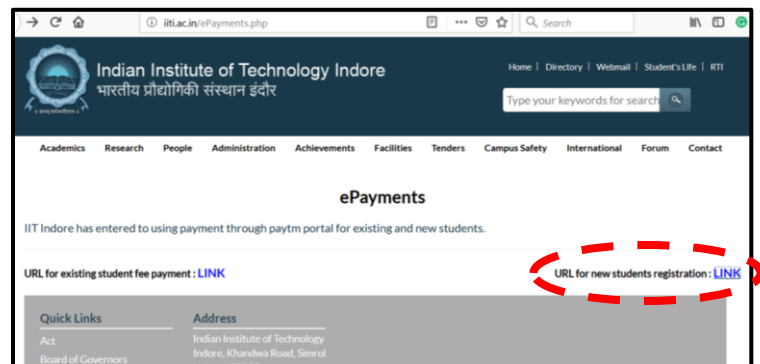 iiti.ac.in/ePayments.php
Search
Indian Institute of Technology Indore
भारतीय प्रौद्योगिकी संस्थान इंदौर
Home | Directory | Webmail | Student's Life | RTI
Type your keywords for search
Academics Research People Administration Achievements Facilities Tenders Campus Safety International Forum Contact
ePayments
IIT Indore has entered to using payment through paytm portal for existing and new students.
URL for existing student fee payment : LINK
URL for new students registration : LINK
Quick Links
Address
Act
Indian Institute of Technology
Board of Governors
Indore, Khandwa Road, Simrol